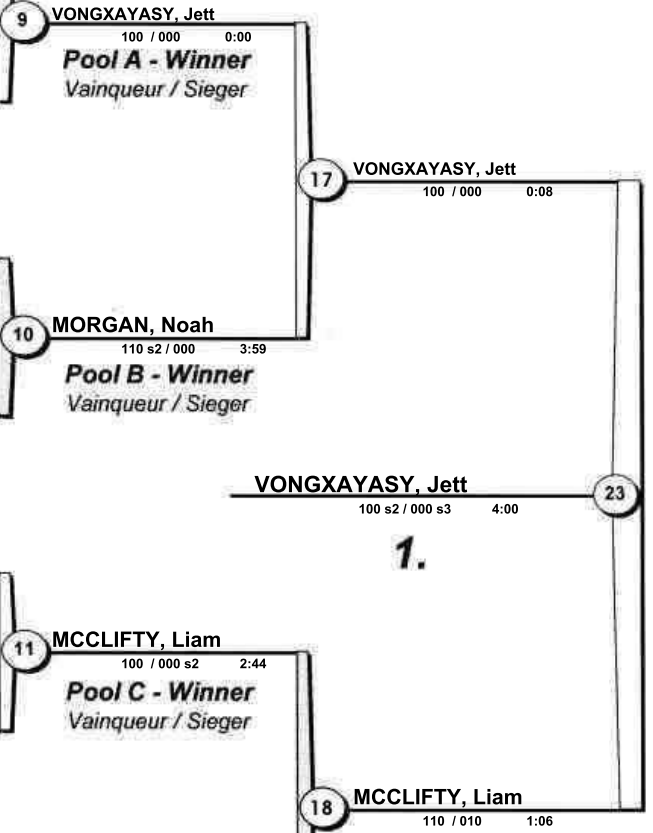 9 VONGXAYASY, Jett
100 / 000 0:00
Pool A - Winner
Vainqueur / Sieger
17 VONGXAYASY, Jett
100 / 000 0:08
10 MORGAN, Noah
110 s2 / 000 3:59
Pool B - Winner
Vainqueur / Sieger
VONGXAYASY, Jett 23
100 s2 / 000 s3 4:00
1.
11 MCCLIFTY, Liam
100 / 000 s2 2:44
Pool C - Winner
Vainqueur / Sieger
18 MCCLIFTY, Liam
110 / 010 1:06